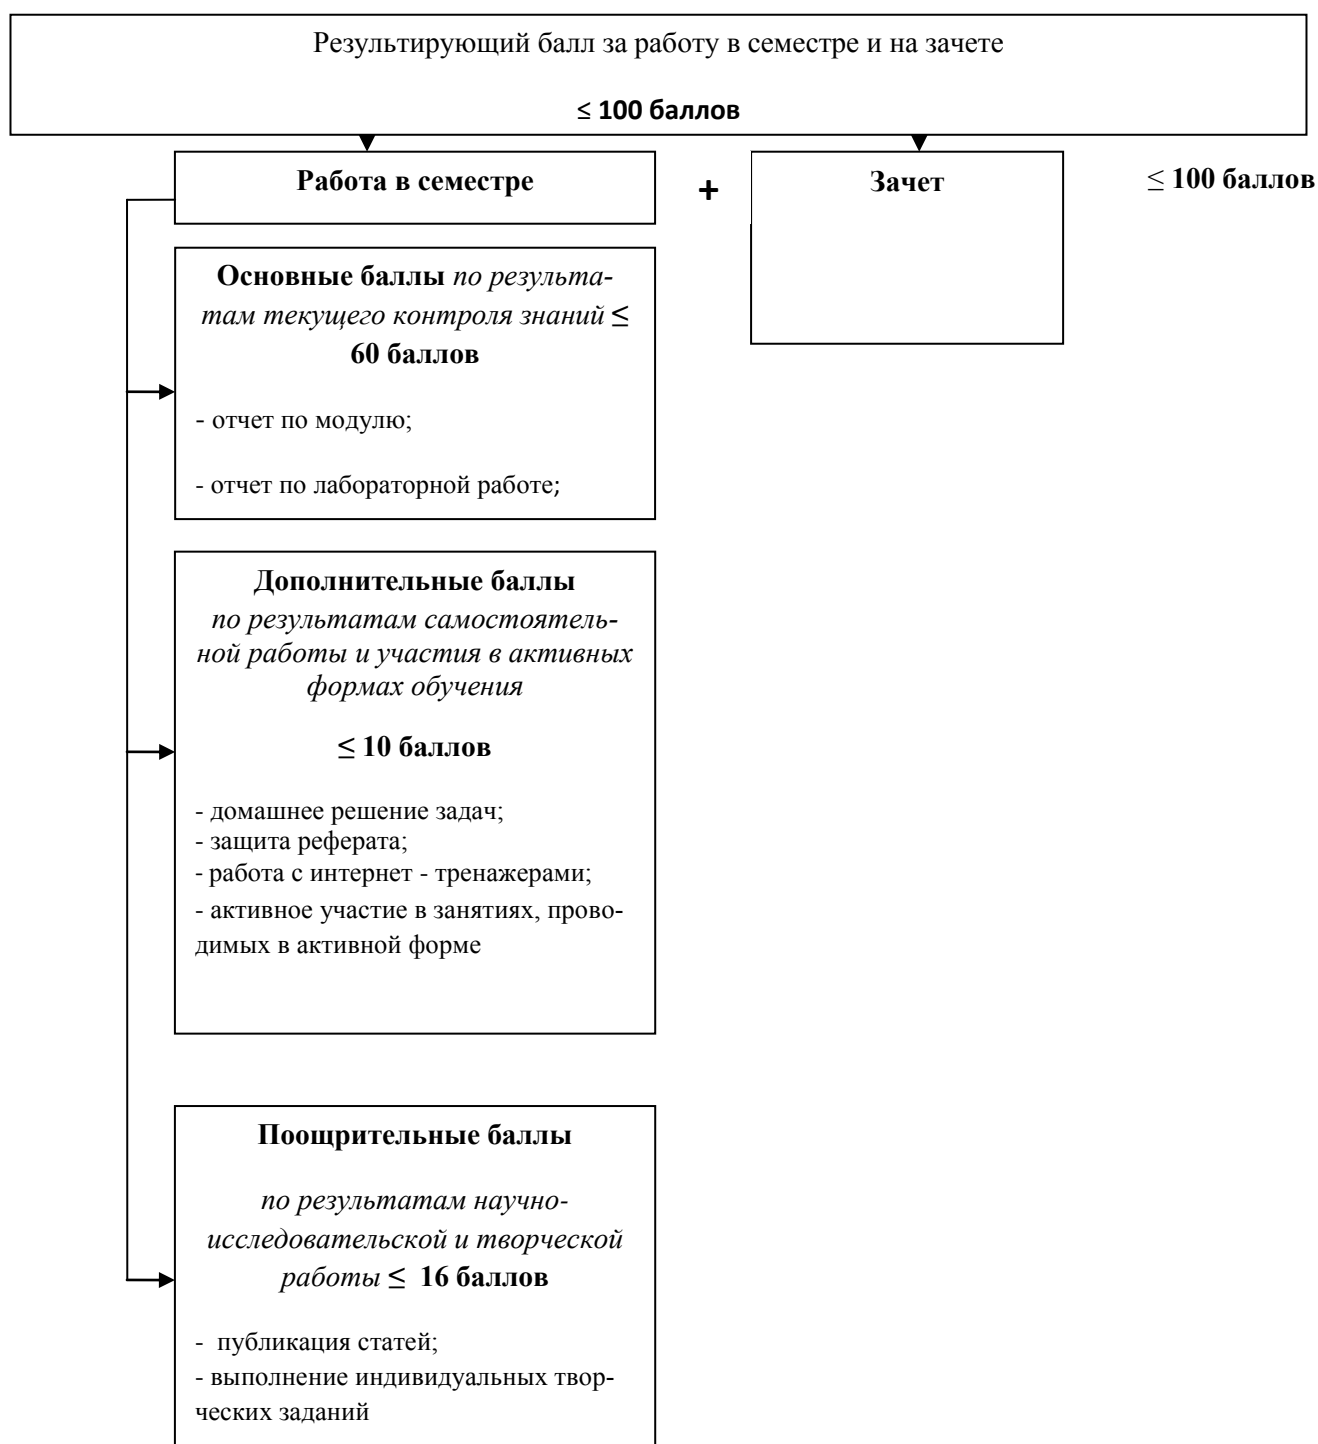 Результирующий балл за работу в семестре и на зачете
≤ 100 баллов
Работа в семестре
+
Зачет
≤ 100 баллов
Основные баллы по результа-
там текущего контроля знаний ≤
60 баллов
- отчет по модулю;
- отчет по лабораторной работе;
Дополнительные баллы
по результатам самостоятель-
ной работы и участия в активных
формах обучения
≤ 10 баллов
- домашнее решение задач;
- защита реферата;
- работа с интернет - тренажерами;
- активное участие в занятиях, прово-
димых в активной форме
Поощрительные баллы
по результатам научно-
исследовательской и творческой
работы ≤ 16 баллов
- публикация статей;
- выполнение индивидуальных твор-
ческих заданий